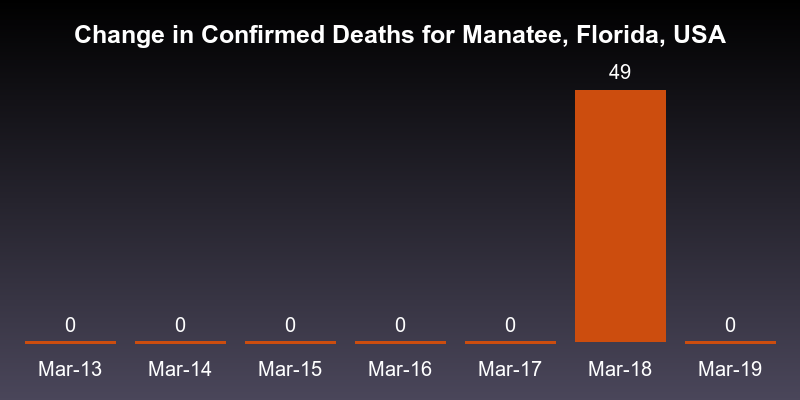 Change in Confirmed Deaths for Manatee, Florida, USA
49
0 0 0 0 0 0
Mar-13 Mar-14 Mar-15 Mar-16 Mar-17 Mar-18 Mar-19